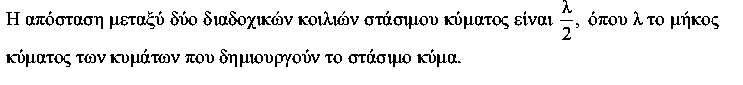 Η απόσταση μεταξύ δύο διαδοχικών κοιλιών στάσιμου κύματος είναι λ/2, όπου λ το μήκος
κύματος των κυμάτων που δημιουργούν το στάσιμο κύμα.